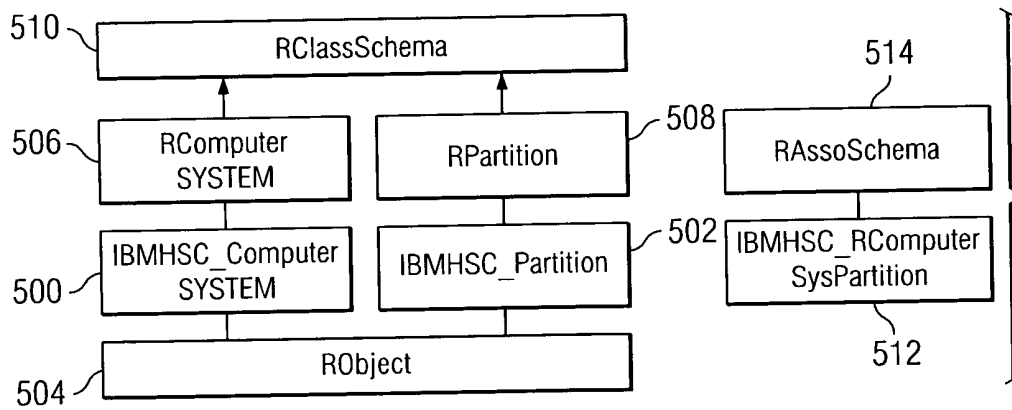 510
RClassSchema
514
506
RComputer
SYSTEM
RPartition
508
RAssoSchema
500
IBMHSC_Computer
SYSTEM
IBMHSC_Partition
502
IBMHSC_RComputer
SysPartition
504
RObject
512